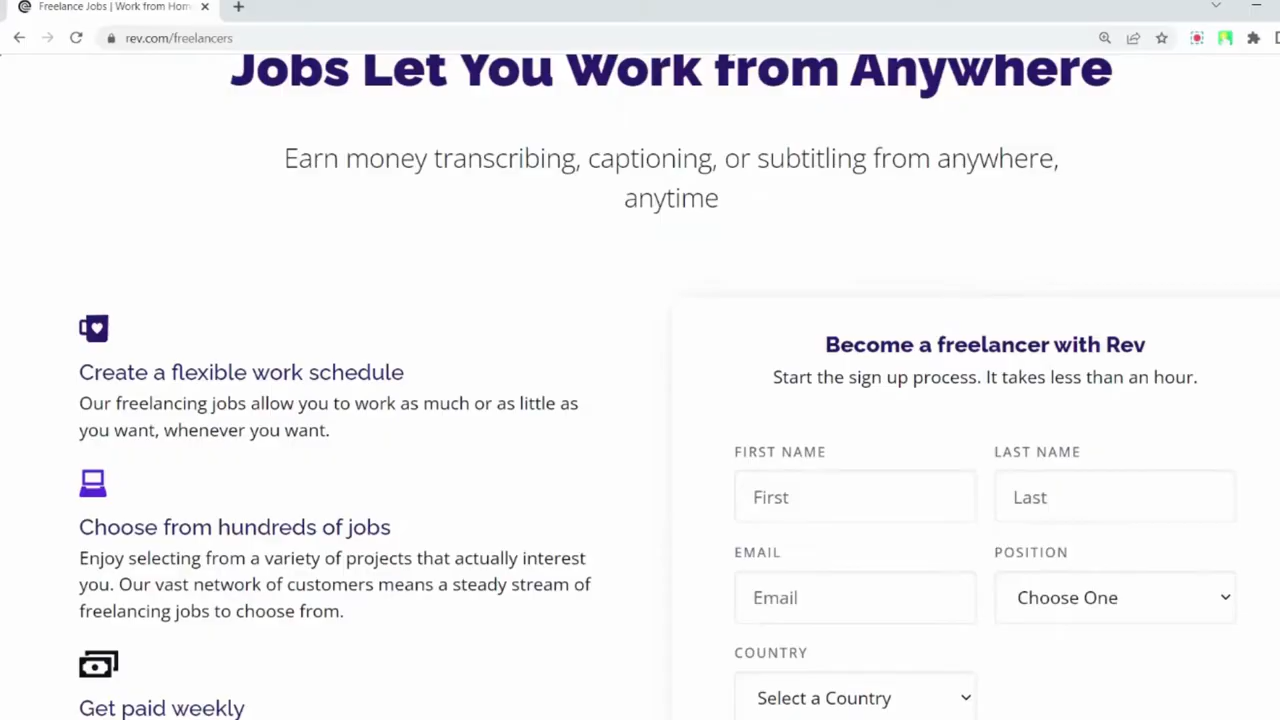 Freelance Jobs | Work from Hom
rev.com/freelancers
Jobs Let You Work from Anywhere
Earn money transcribing, captioning, or subtitling from anywhere,
anytime
Create a flexible work schedule
Our freelancing jobs allow you to work as much or as little as
you want, whenever you want.
Choose from hundreds of jobs
Enjoy selecting from a variety of projects that actually interest
you. Our vast network of customers means a steady stream of
freelancing jobs to choose from.
Get paid weekly
Become a freelancer with Rev
Start the sign up process. It takes less than an hour.
FIRST NAME LAST NAME
First Last
EMAIL POSITION
Email Choose One
COUNTRY
Select a Country